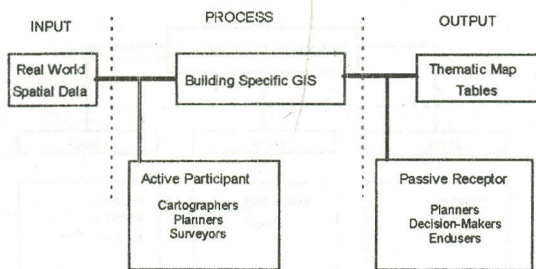 INPUT
PROCESS
OUTPUT
Real World
Spatial Data
Building Specific GIS
Thematic Map
Tables
Active Participant
Cartographers
Planners
Surveyors
Passive Receptor
Planners
Decision-Makers
Endusers